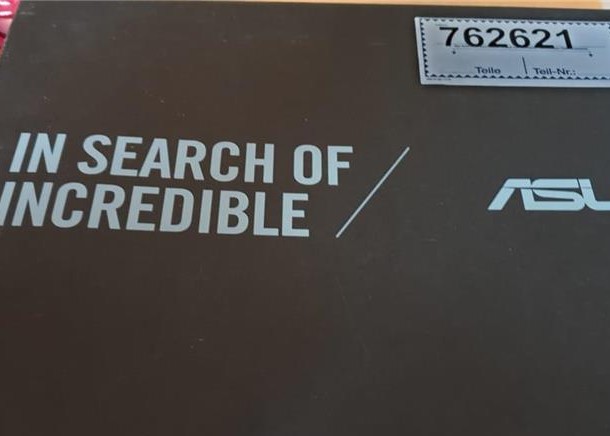 762621
Teile Teil-Nr.:
IN SEARCH OF
INCREDIBLE
ASU